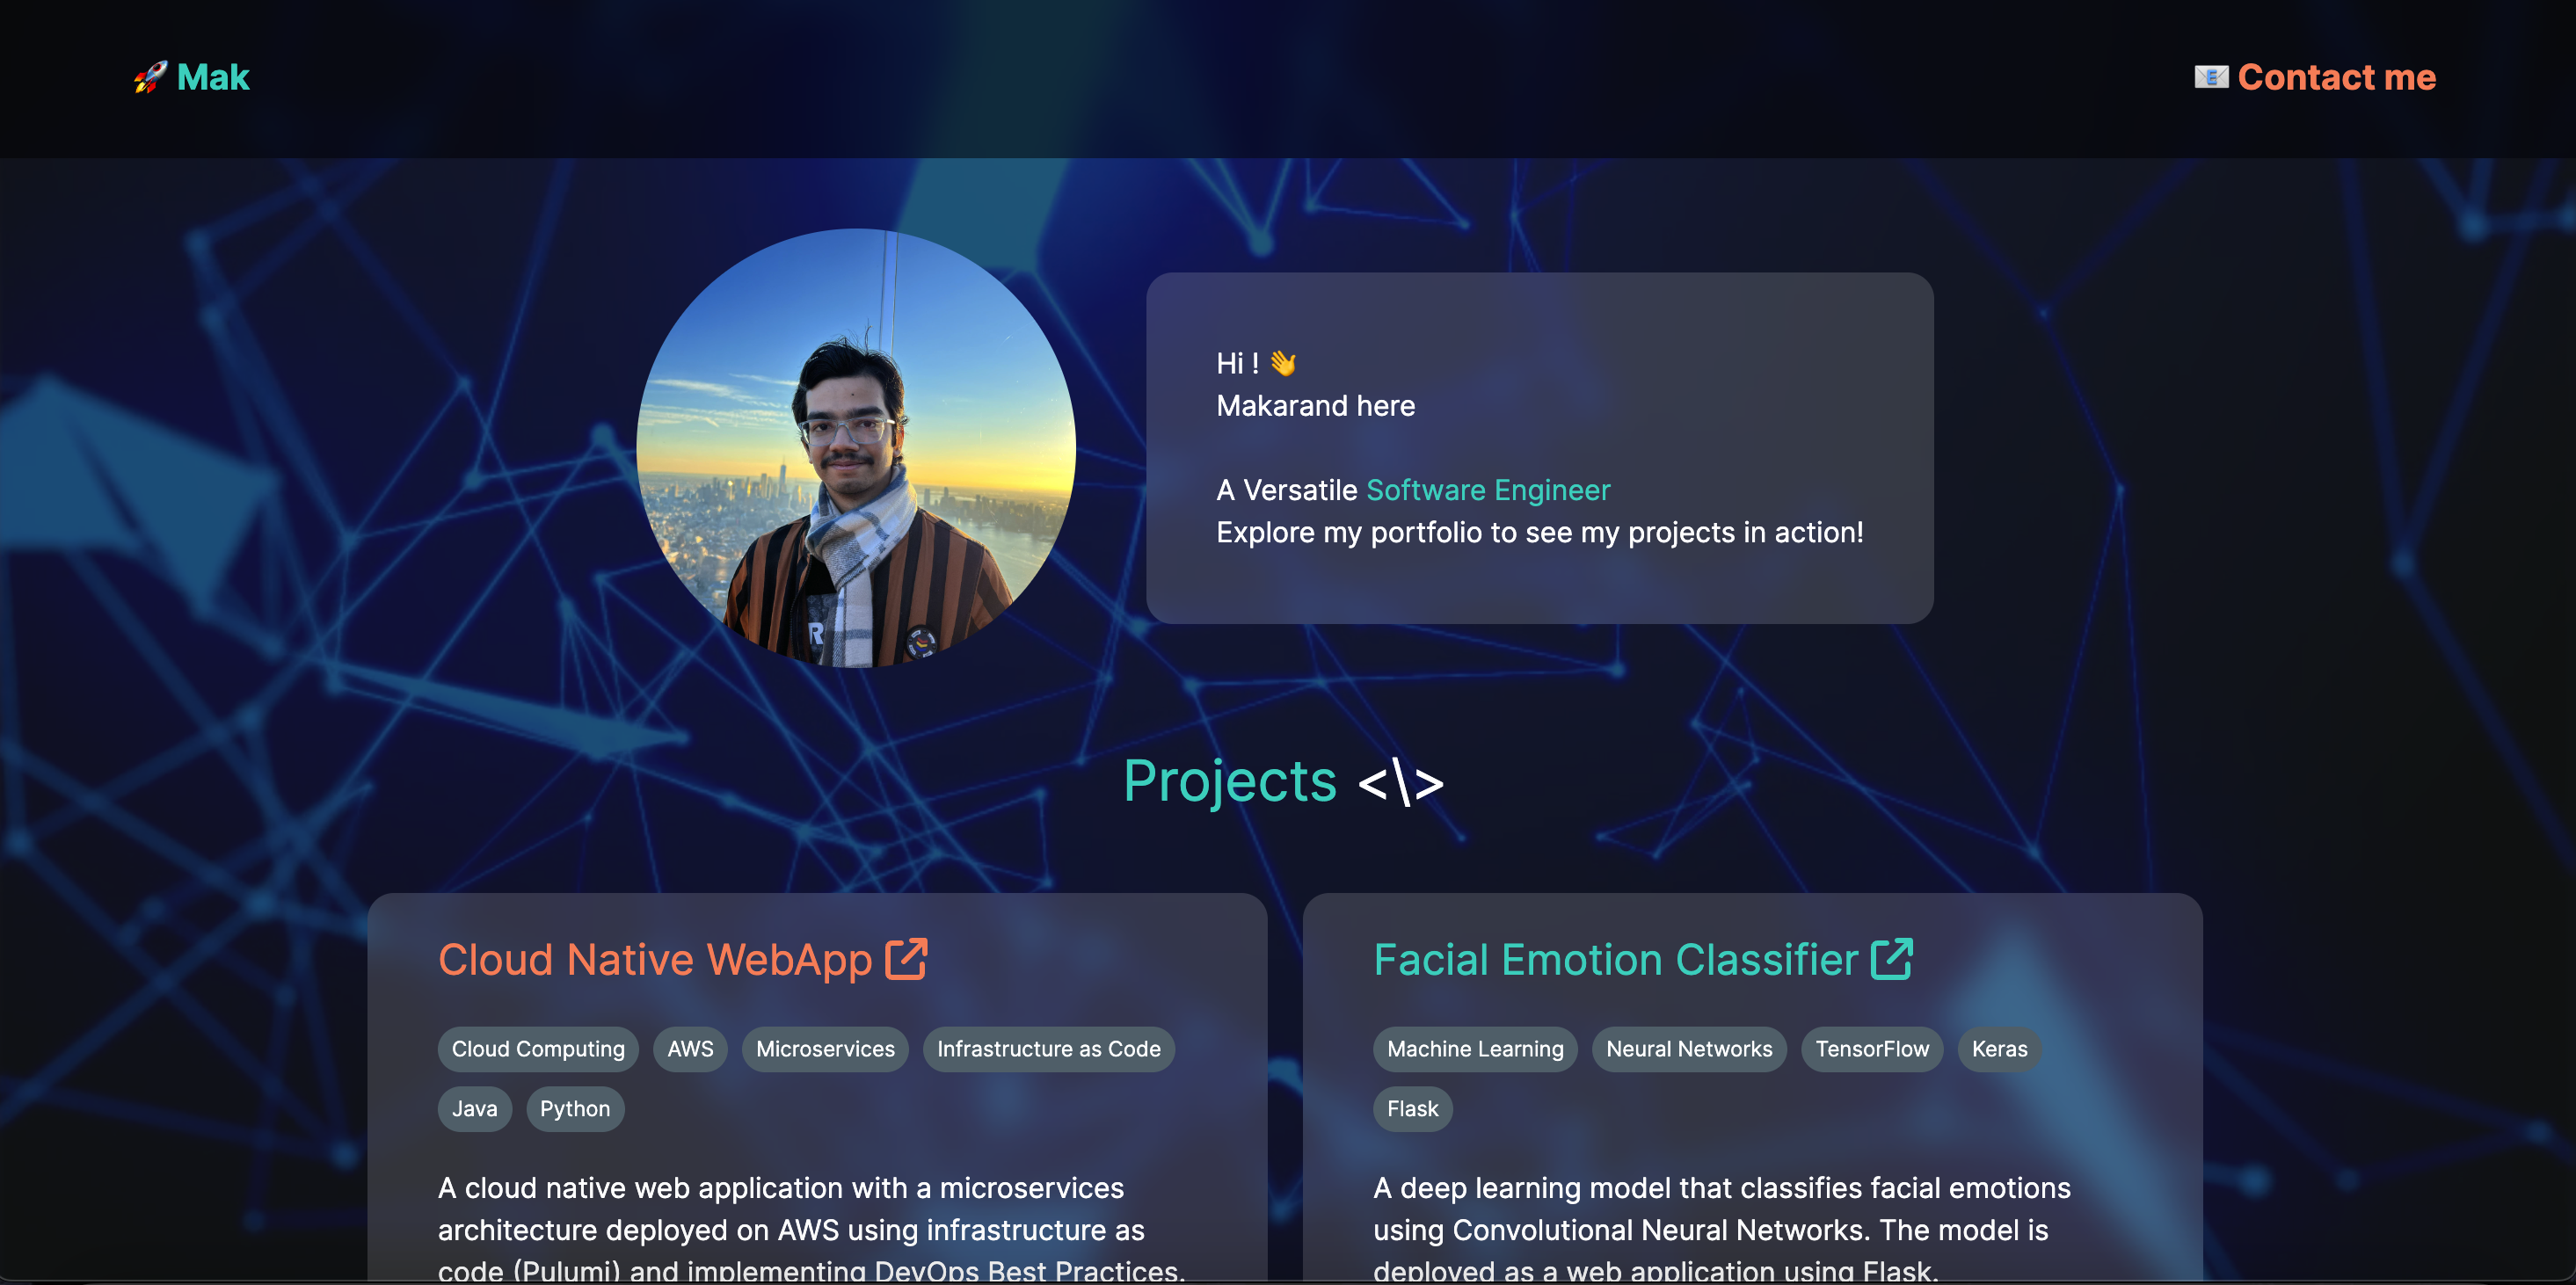 🚀 Mak
📧 Contact me
Hi ! 👋
Makarand here
A Versatile Software Engineer
Explore my portfolio to see my projects in action!
Projects <\>
Cloud Native WebApp
Cloud Computing AWS Microservices Infrastructure as Code
Java Python
A cloud native web application with a microservices
architecture deployed on AWS using infrastructure as
code (Pulumi) and implementing DevOps Best Practices.
Facial Emotion Classifier
Machine Learning Neural Networks TensorFlow Keras
Flask
A deep learning model that classifies facial emotions
using Convolutional Neural Networks. The model is
deployed as a web application using Flask.